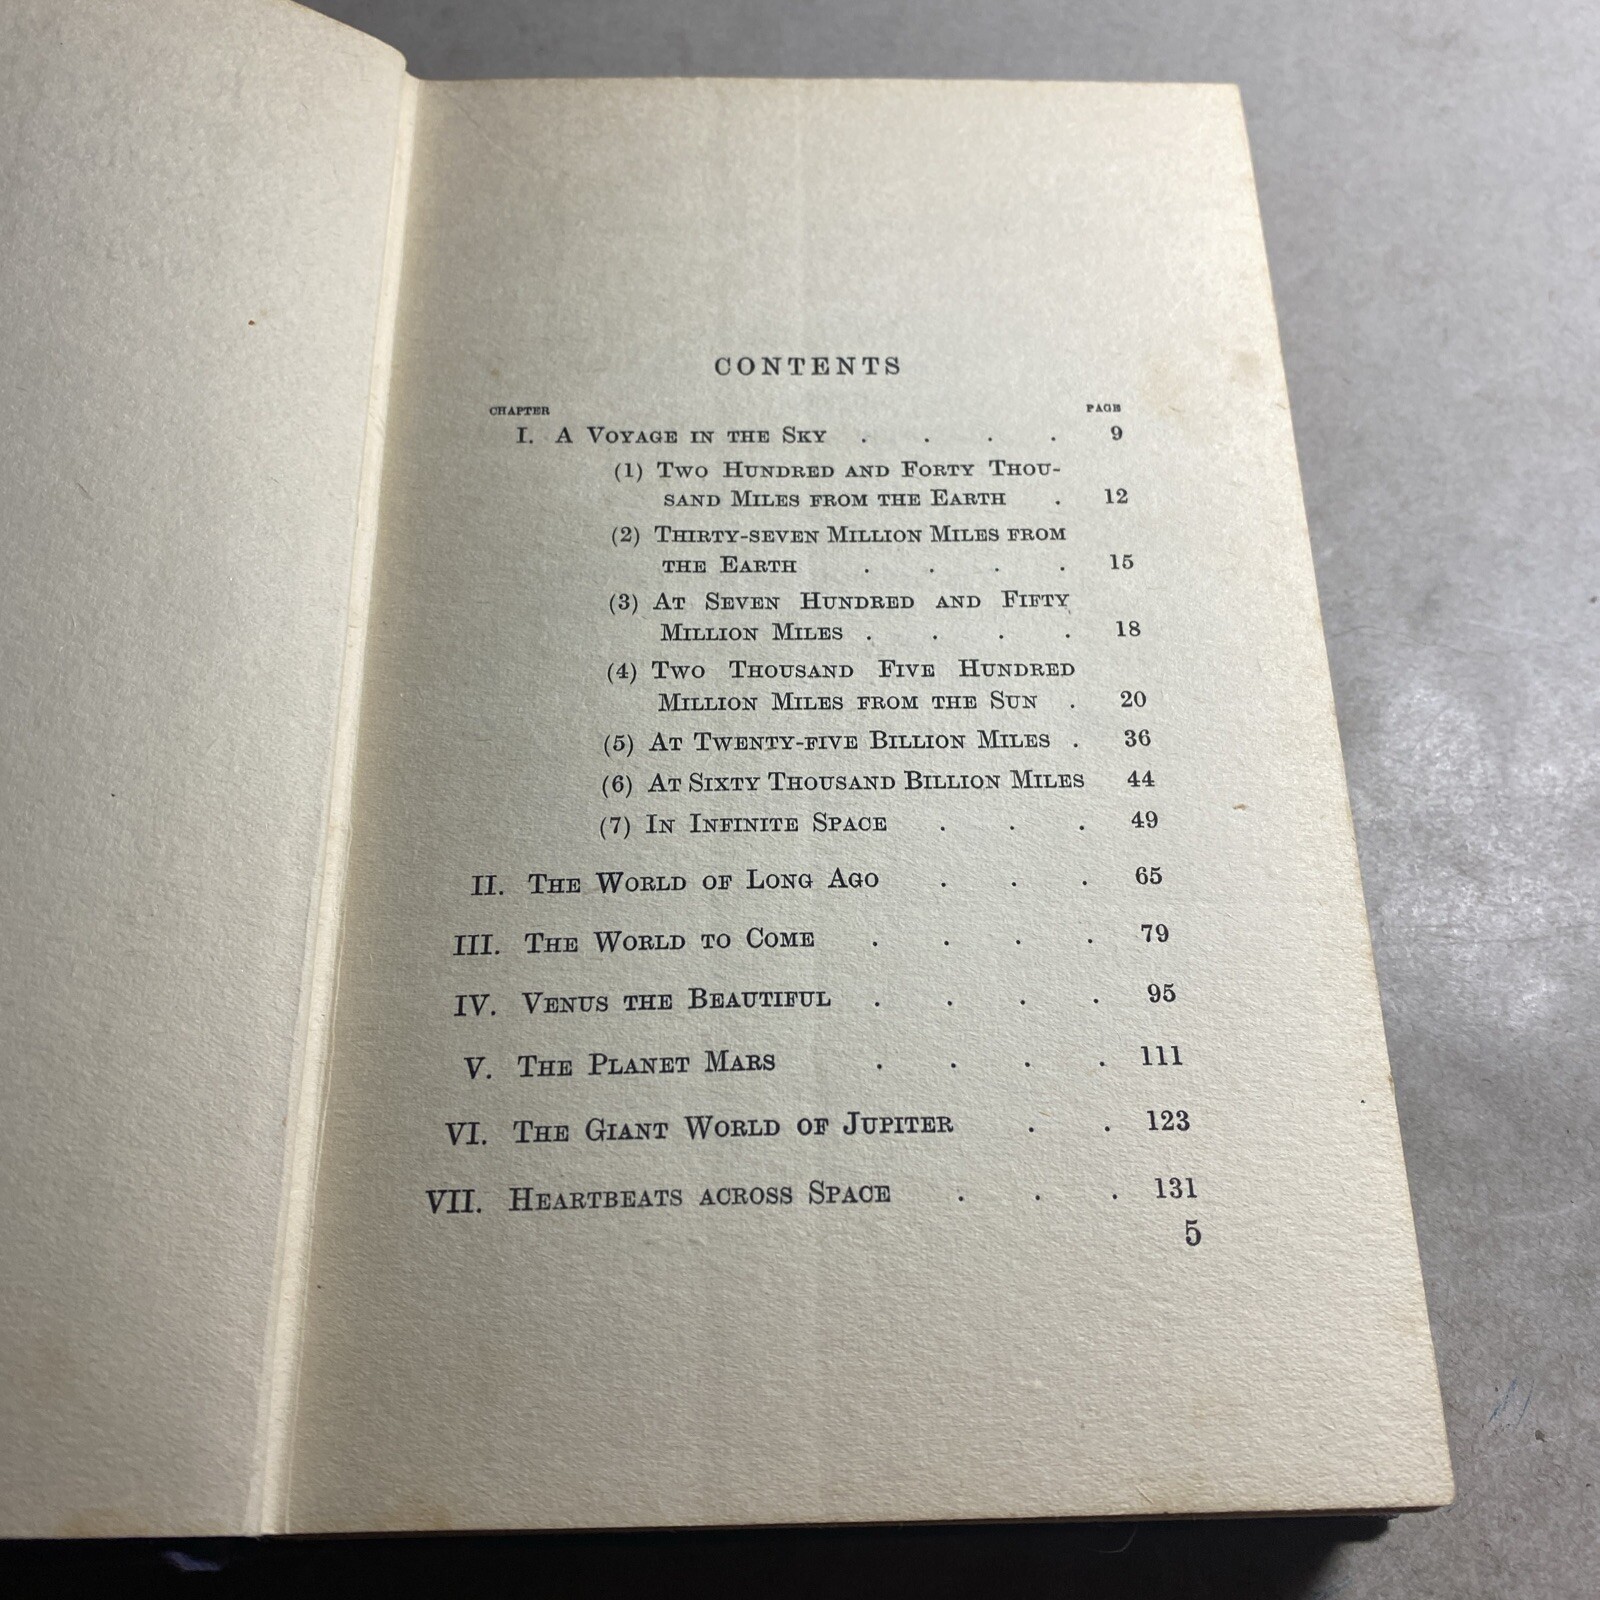 CONTENTS
CHAPTER PAGE
I. A Voyage in the Sky . . . . 9
(1) Two Hundred and Forty Thou-
sand Miles from the Earth . 12
(2) Thirty-seven Million Miles from
the Earth . . . . 15
(3) At Seven Hundred and Fifty
Million Miles . . . . 18
(4) Two Thousand Five Hundred
Million Miles from the Sun . 20
(5) At Twenty-five Billion Miles . 36
(6) At Sixty Thousand Billion Miles 44
(7) In Infinite Space . . . 49
II. The World of Long Ago . . . 65
III. The World to Come . . . . 79
IV. Venus the Beautiful . . . . 95
V. The Planet Mars . . . . 111
VI. The Giant World of Jupiter . . 123
VII. Heartbeats across Space . . . 131
5